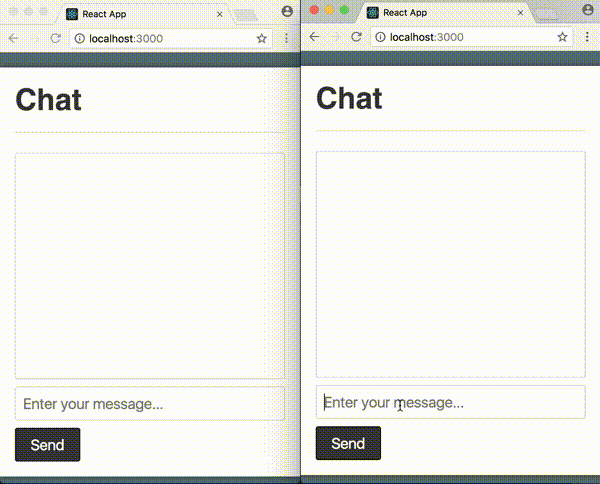 React App
localhost:3000
Chat
Enter your message...
Send
React App
localhost:3000
Chat
Enter your message...
Send